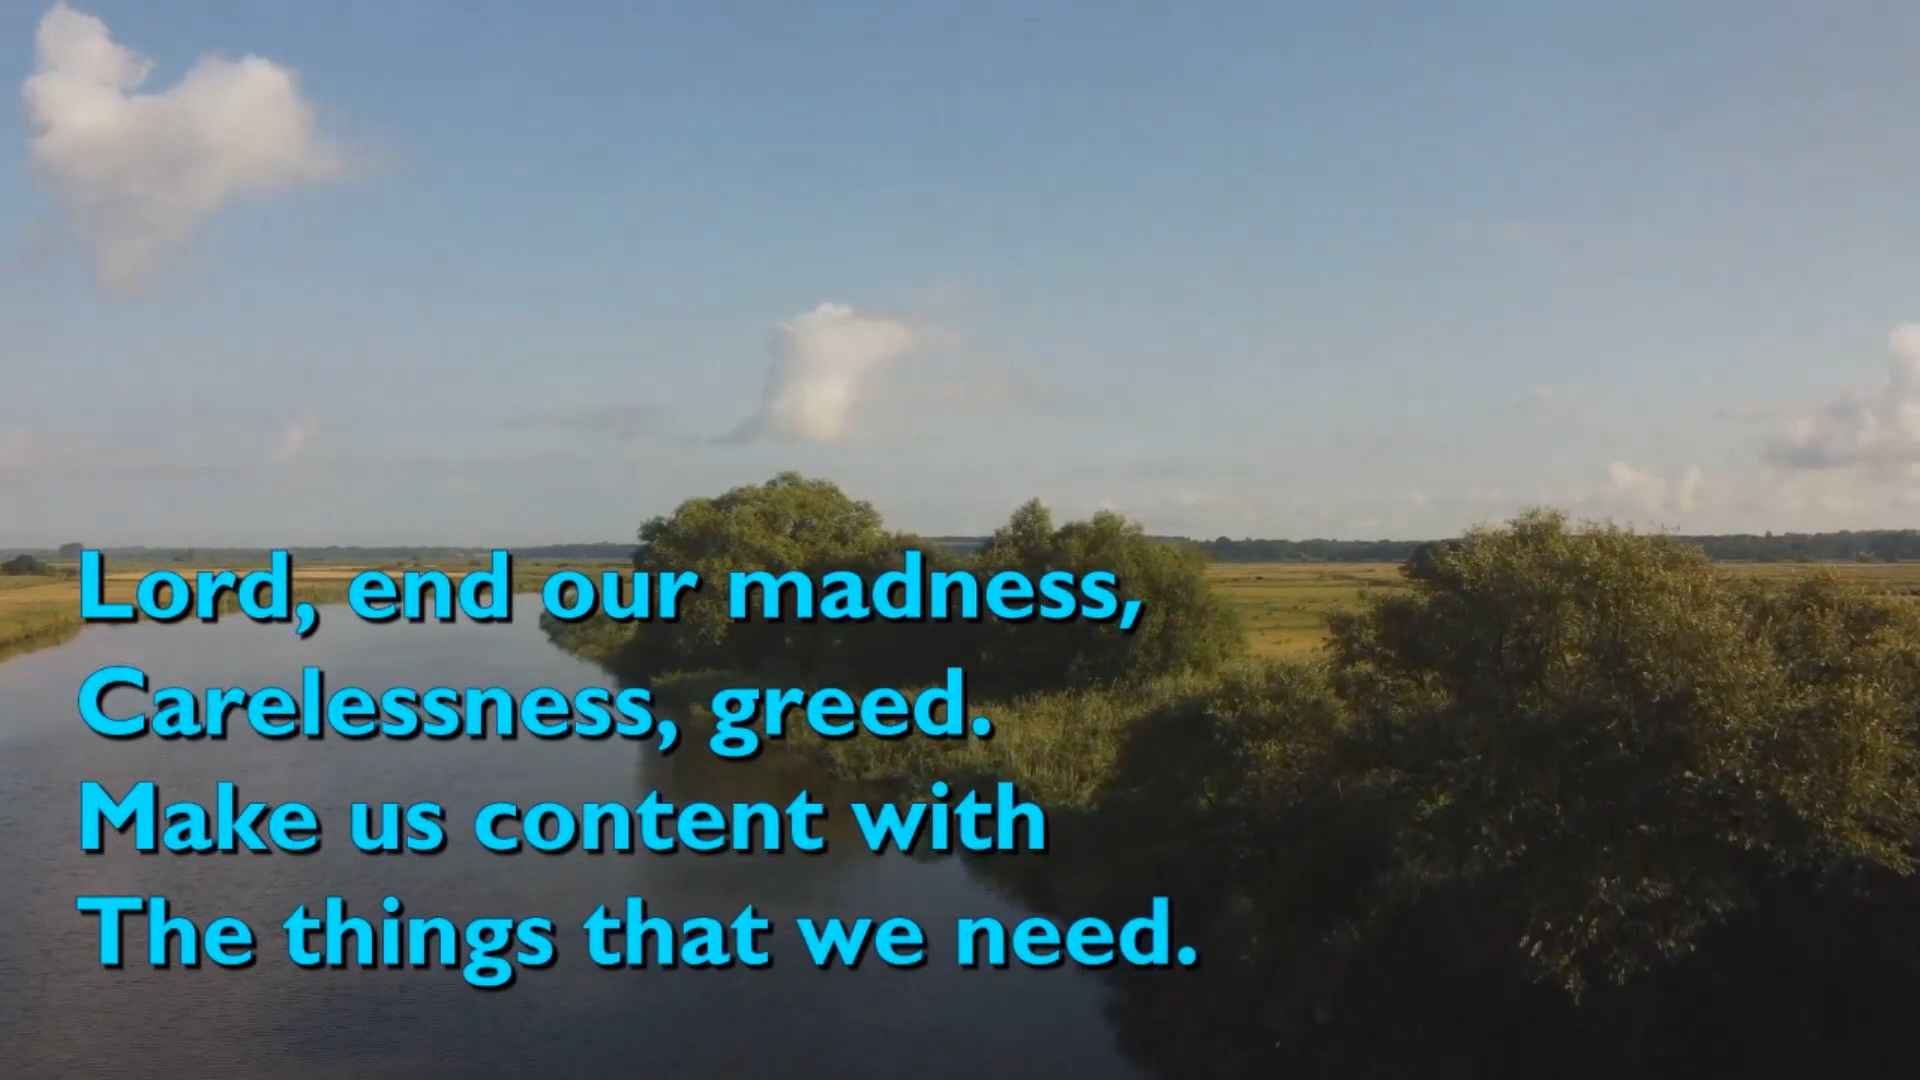 Lord, end our madness,
Carelessness, greed.
Make us content with
The things that we need.